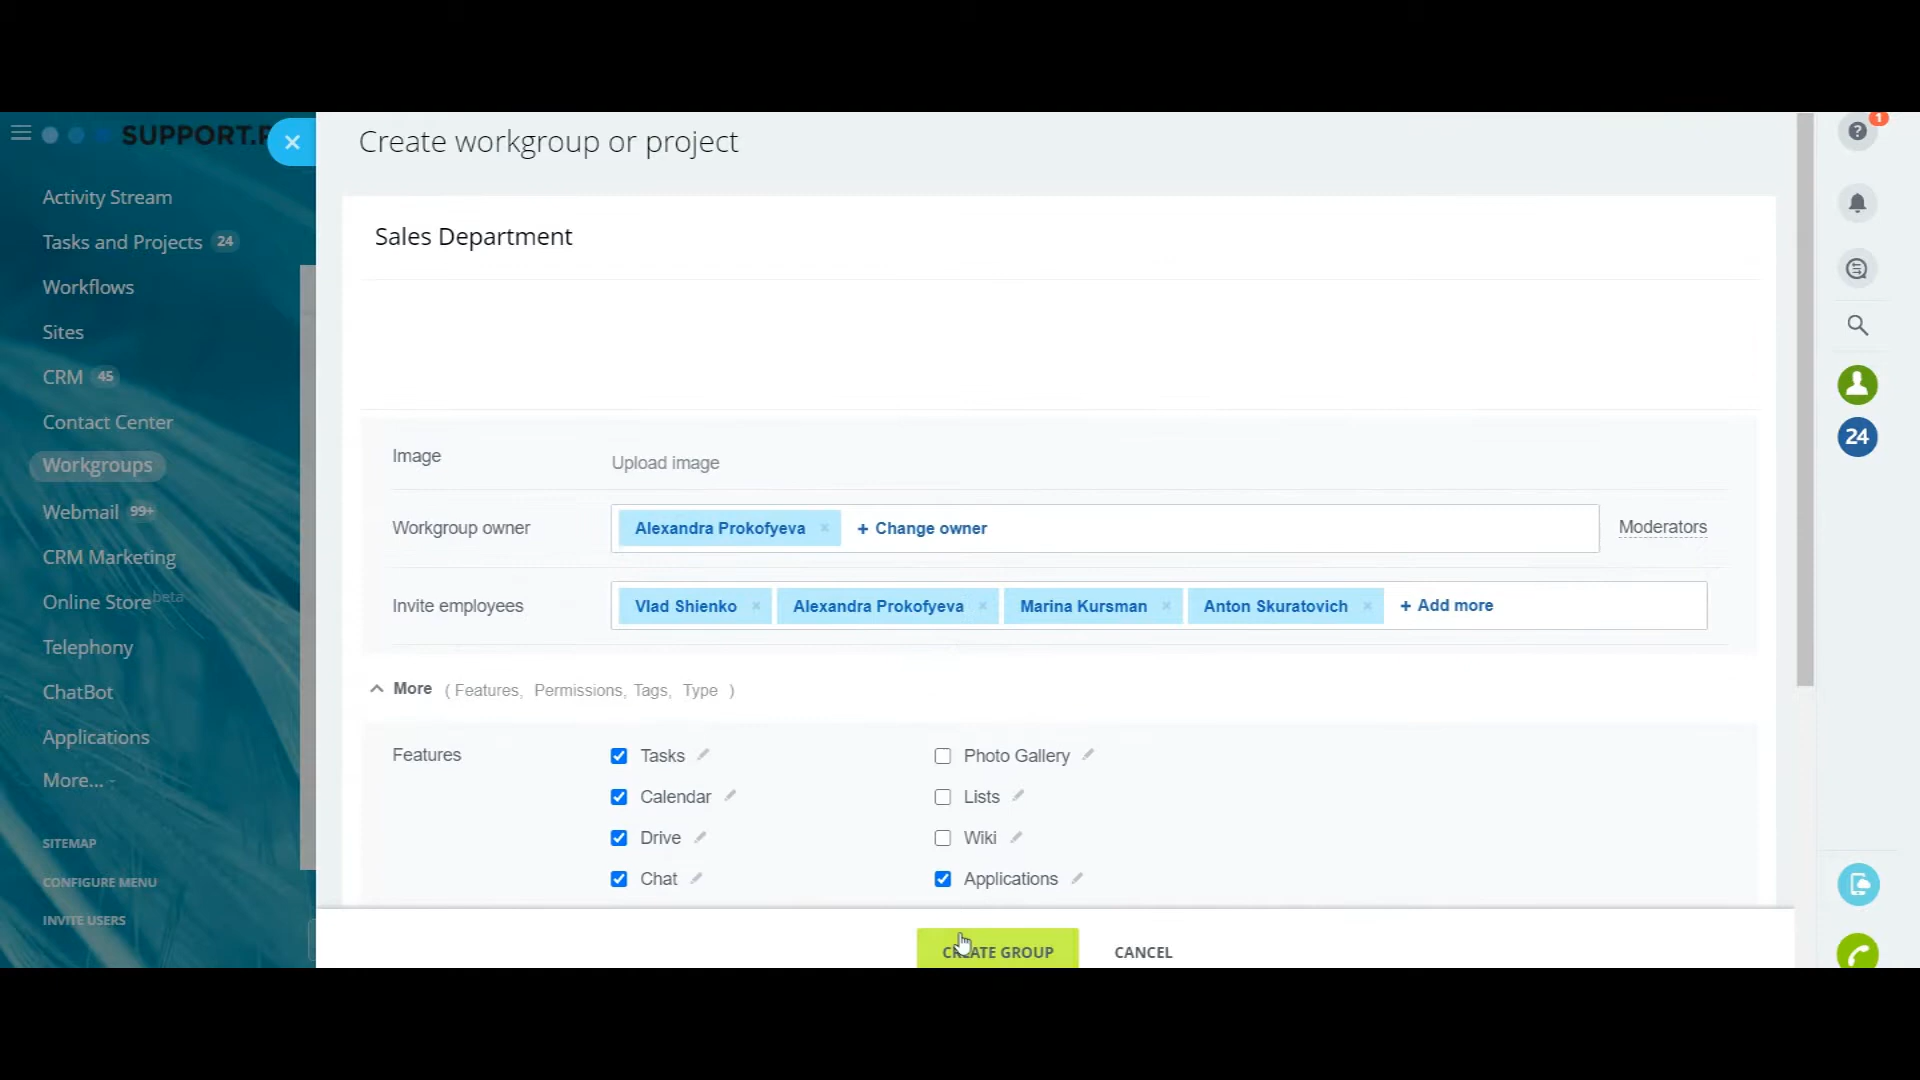 SUPPORT.
Create workgroup or project
1
Activity Stream
Tasks and Projects 24
Workflows
Sites
CRM 45
Contact Center
Workgroups
Webmail 99+
CRM Marketing
Online Store beta
Telephony
ChatBot
Applications
More...
SITEMAP
CONFIGURE MENU
INVITE USERS
Sales Department
Image Upload image
Workgroup owner Alexandra Prokofyeva × + Change owner Moderators
Invite employees Vlad Shienko × Alexandra Prokofyeva × Marina Kursman × Anton Skuratovich × + Add more
More ( Features, Permissions, Tags, Type )
Features
Tasks Photo Gallery
Calendar Lists
Drive Wiki
Chat Applications
CREATE GROUP CANCEL
?
24